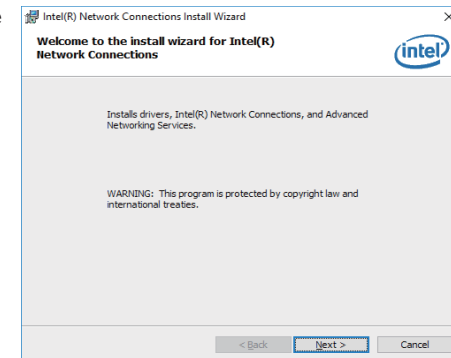 e
Intel(R) Network Connections Install Wizard
Welcome to the install wizard for Intel(R)
Network Connections
intel
Installs drivers, Intel(R) Network Connections, and Advanced
Networking Services.
WARNING: This program is protected by copyright law and
international treaties.
< Back Next > Cancel